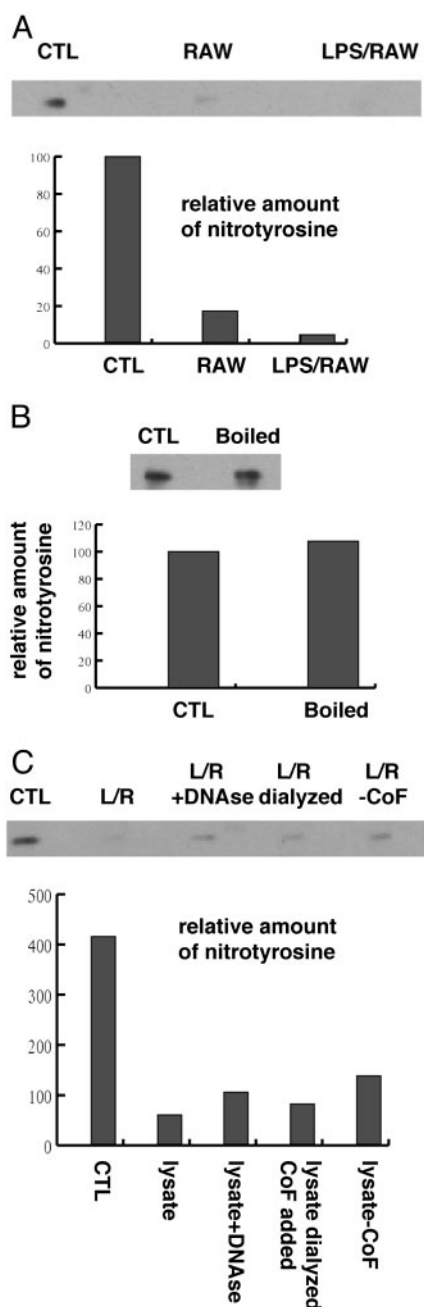 A
CTL RAW LPS/RAW
100
80
60
40
20
0
relative amount
of nitrotyrosine
CTL RAW LPS/RAW
B
CTL Boiled
relative amount
of nitrotyrosine
120
100
80
60
40
20
0
CTL Boiled
C
L/R L/R L/R
CTL L/R +DNAse dialyzed -CoF
500
400
300
200
100
0
relative amount
of nitrotyrosine
CTL
lysate
lysate+DNAse
lysate dialyzed
CoF added
lysate-CoF